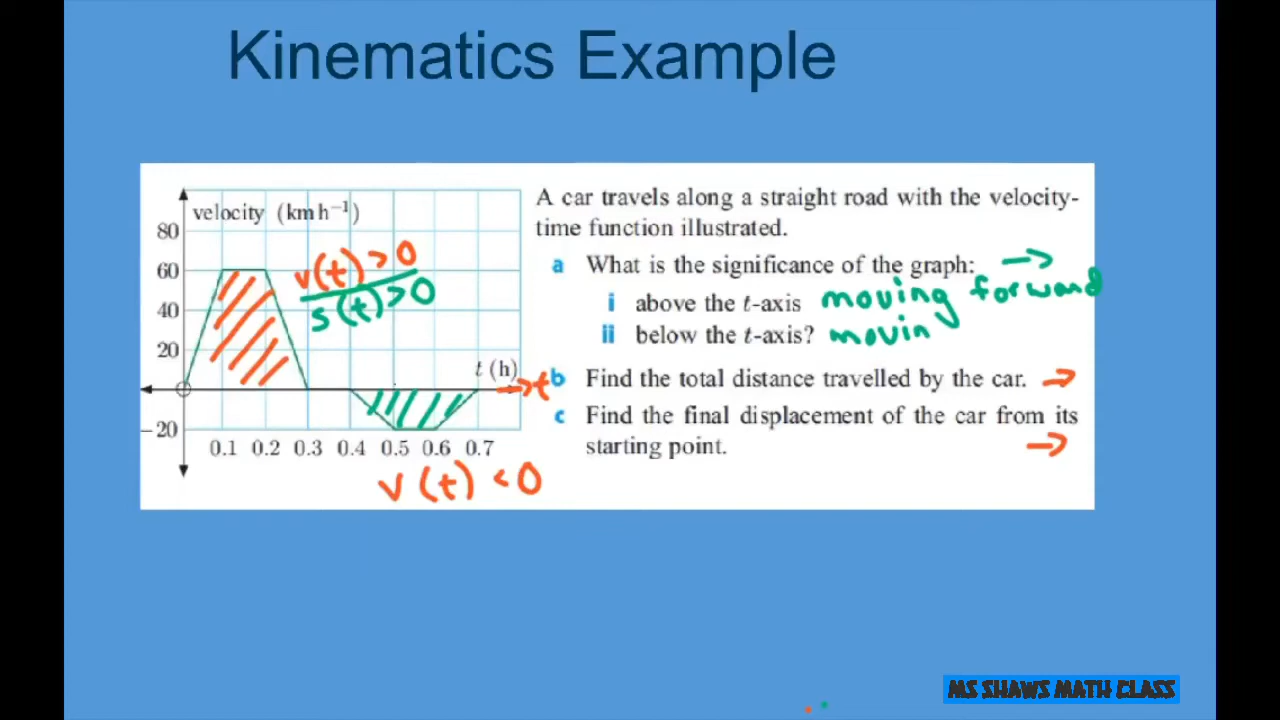 Kinematics Example
velocity (km h⁻¹)
80
60
40
20
-20
0.1 0.2 0.3 0.4 0.5 0.6 0.7
t (h)
t
v(t) > 0
s(t) > 0
v(t) < 0
A car travels along a straight road with the velocity-
time function illustrated.
a What is the significance of the graph:
i above the t-axis moving forward
ii below the t-axis? movin
b Find the total distance travelled by the car.
c Find the final displacement of the car from its
starting point.
MS SHAWS MATH CLASS